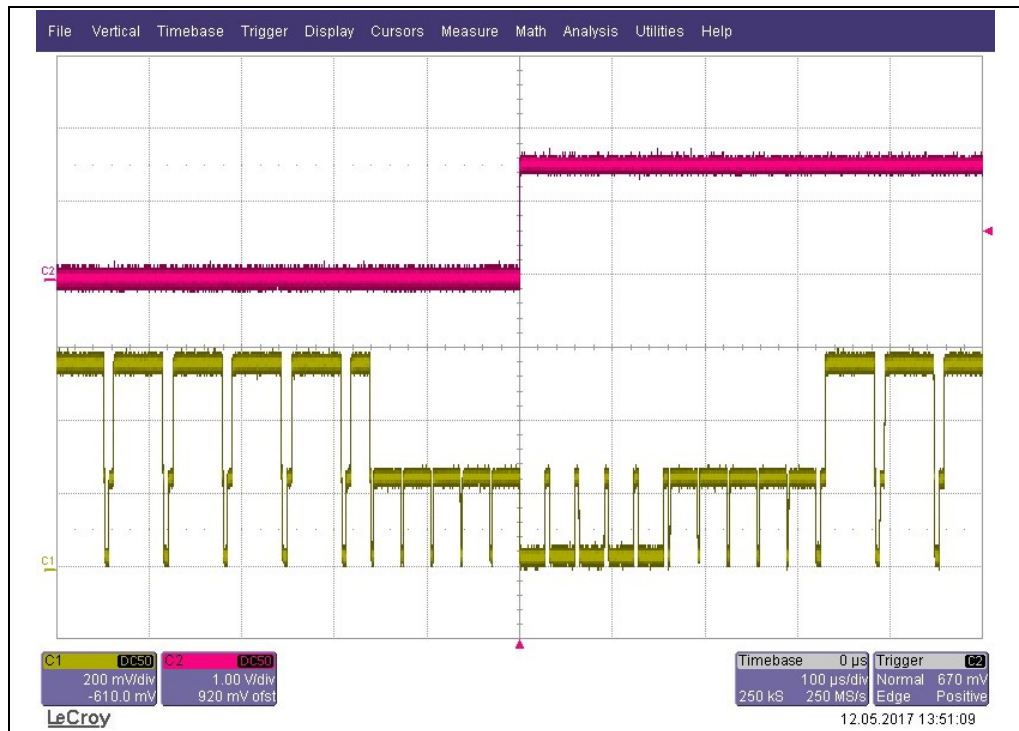 File Vertical Timebase Trigger Display Cursors Measure Math Analysis Utilities Help
C2
C1
C1 DC50 C2 DC50 Timebase 0 µs Trigger C2
200 mV/div 1.00 V/div 100 µs/div Normal 670 mV
-610.0 mV 920 mV ofst 250 kS 250 MS/s Edge Positive
LeCroy 12.05.2017 13:51:09